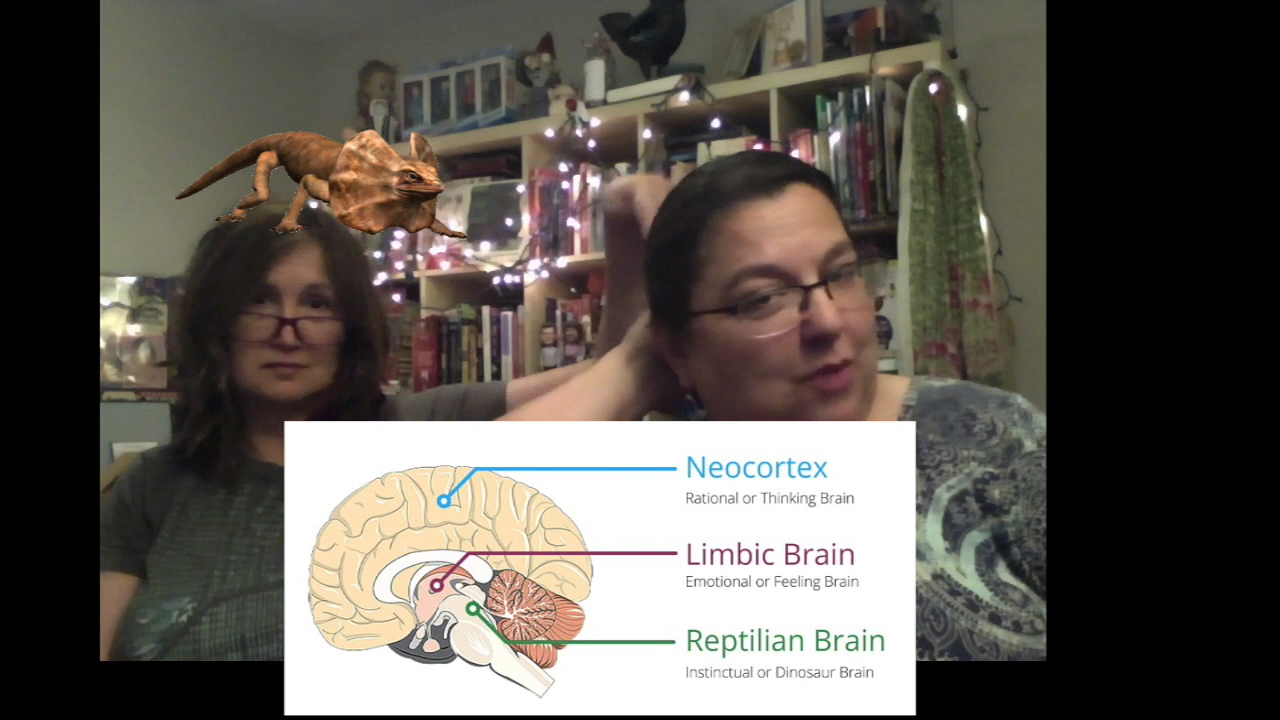 Neocortex
Rational or Thinking Brain
Limbic Brain
Emotional or Feeling Brain
Reptilian Brain
Instinctual or Dinosaur Brain